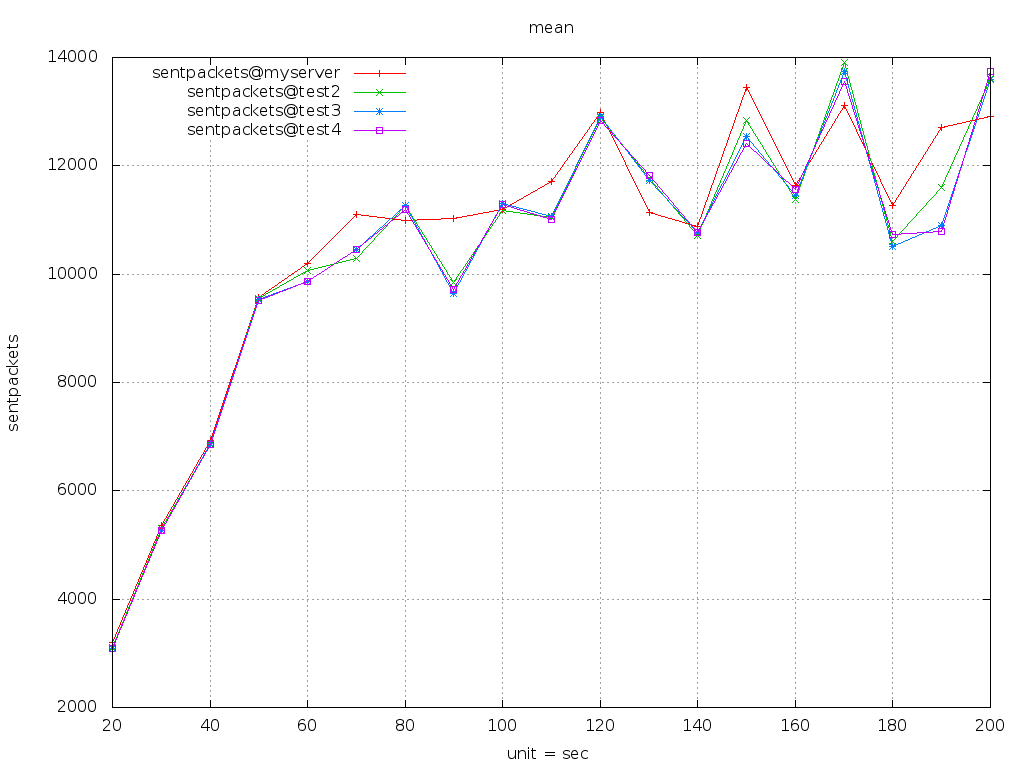 mean
14000
12000
10000
8000
6000
4000
2000
sentpackets
sentpackets@myserver
sentpackets@test2
sentpackets@test3
sentpackets@test4
20 40 60 80 100 120 140 160 180 200
unit = sec